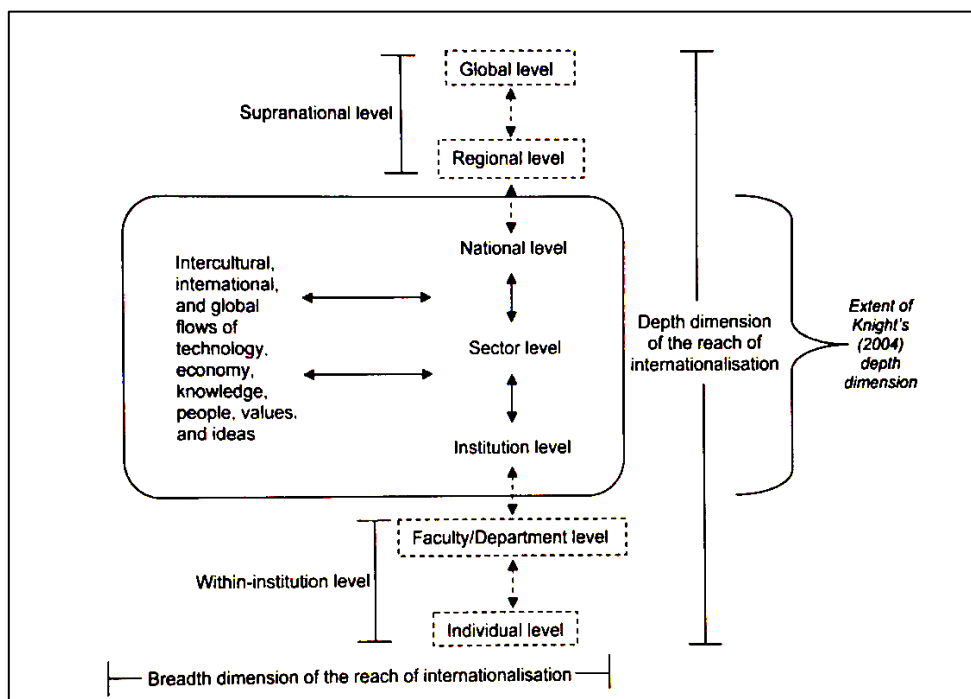 Global level
Supranational level
Regional level
National level
Intercultural,
international,
and global
flows of
technology,
economy,
knowledge,
people, values,
and ideas
Sector level
Institution level
Depth dimension
of the reach of
internationalisation
Extent of
Knight's
(2004)
depth
dimension
Faculty/Department level
Within-institution level
Individual level
Breadth dimension of the reach of internationalisation